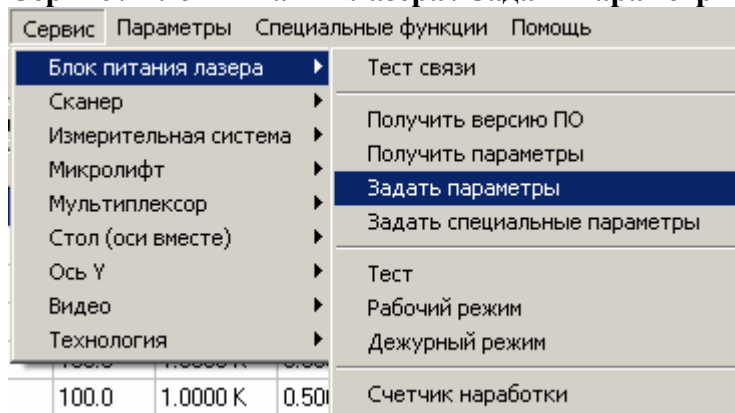 Сервис Параметры Специальные функции Помощь
Блок питания лазера
Сканер
Измерительная система
Микролифт
Мультиплексор
Стол (оси вместе)
Ось Y
Видео
Технология
Тест связи
Получить версию ПО
Получить параметры
Задать параметры
Задать специальные параметры
Тест
Рабочий режим
Дежурный режим
Счетчик наработки
100.0 1.0000 K